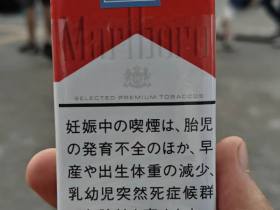 Marlboro
SELECTED PREMIUM TOBACCOS
妊娠中の喫煙は、胎児
の発育不全のほか、早
産や出生体重の減少、
乳幼児突然死症候群